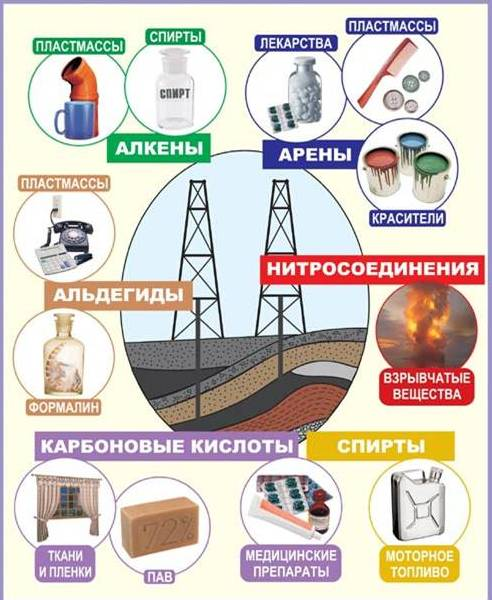 ПЛАСТМАССЫ
СПИРТЫ
СПИРТ
АЛКЕНЫ
ЛЕКАРСТВА
ПЛАСТМАССЫ
АРЕНЫ
КРАСИТЕЛИ
ПЛАСТМАССЫ
АЛЬДЕГИДЫ
ФОРМАЛИН
НИТРОСОЕДИНЕНИЯ
ВЗРЫВЧАТЫЕ
ВЕЩЕСТВА
КАРБОНОВЫЕ КИСЛОТЫ
ТКАНИ
И ПЛЕНКИ
72%
ПАВ
МЕДИЦИНСКИЕ
ПРЕПАРАТЫ
СПИРТЫ
МОТОРНОЕ
ТОПЛИВО